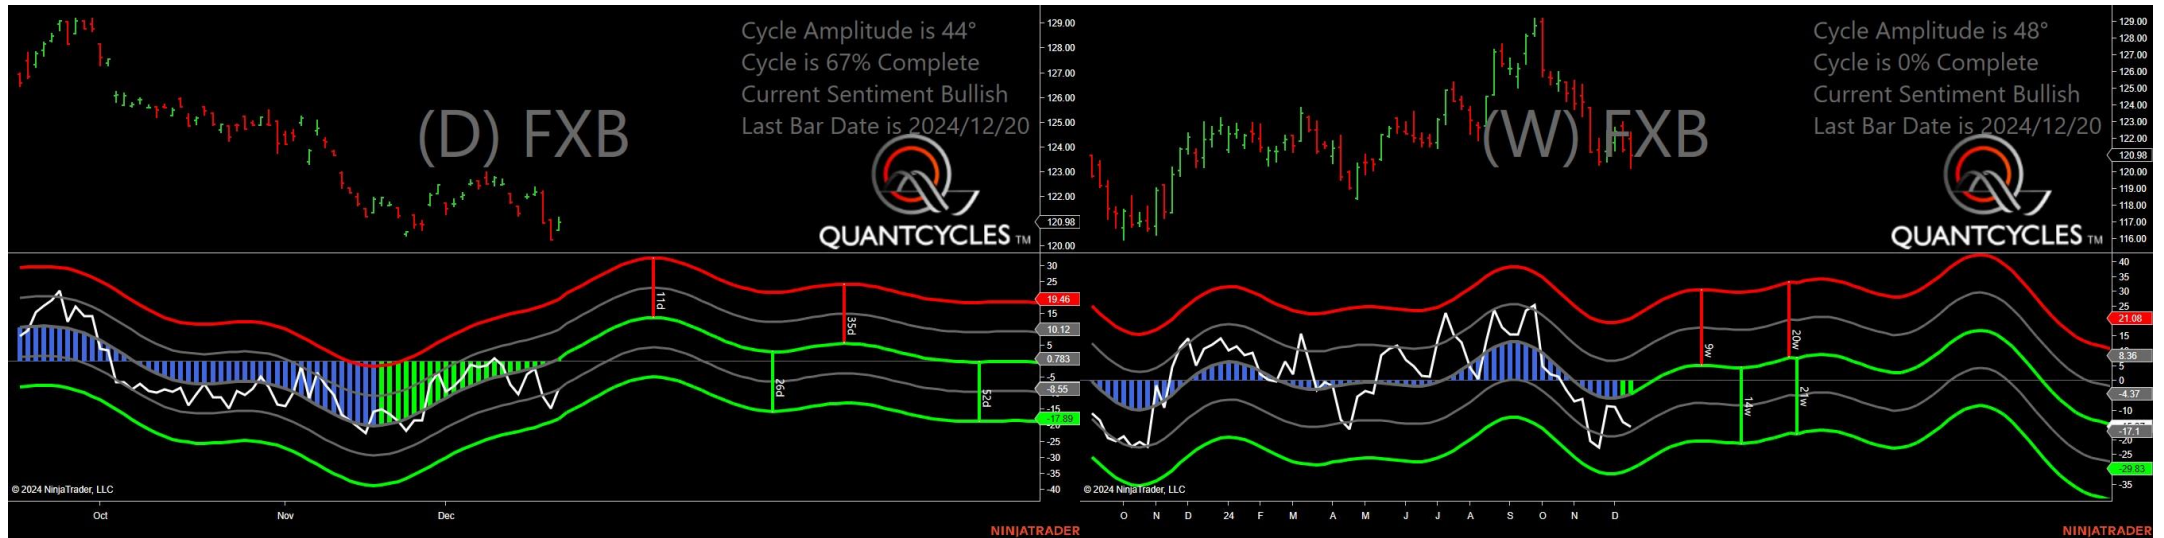 Cycle Amplitude is 44°
Cycle is 67% Complete
Current Sentiment Bullish
Last Bar Date is 2024/12/20
(D) FXB
QUANTCYCLES TM
129.00
128.00
127.00
126.00
125.00
124.00
123.00
122.00
120.98
120.00
30
25
19.46
15
10.12
5
0.783
-5
-8.55
-15
-17.89
-20
-25
-30
-35
-40
11d
26d
35d
52d
© 2024 NinjaTrader, LLC
Oct Nov Dec
NINJATRADER
Cycle Amplitude is 48°
Cycle is 0% Complete
Current Sentiment Bullish
Last Bar Date is 2024/12/20
(W) FXB
QUANTCYCLES TM
129.00
128.00
127.00
126.00
125.00
124.00
123.00
122.00
120.98
120.00
119.00
118.00
117.00
116.00
40
35
30
25
21.08
15
8.36
5
0
-4.37
-10
-17.1
-20
-25
-29.83
-35
9w
14w
20w
21w
© 2024 NinjaTrader, LLC
O N D 24 F M A M J J A S O N D
NINJATRADER